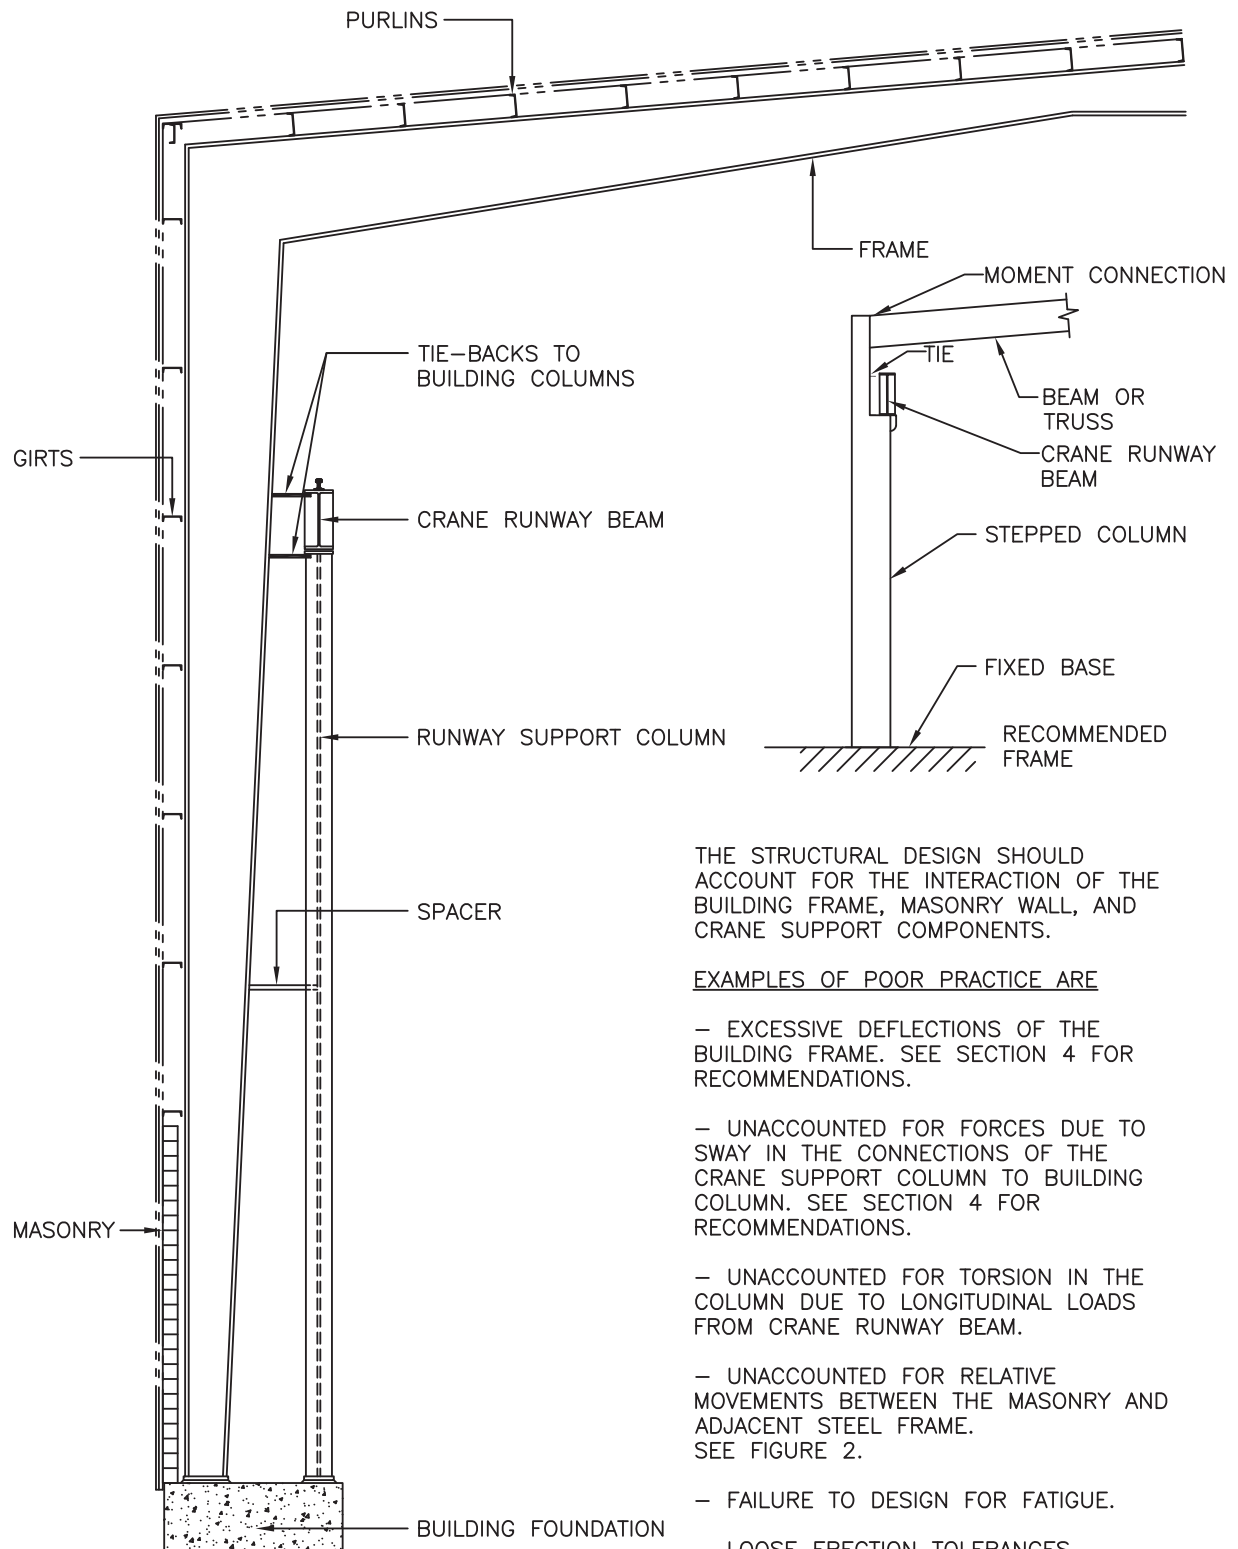 PURLINS
FRAME
MOMENT CONNECTION
TIE
TIE-BACKS TO
BUILDING COLUMNS
BEAM OR
TRUSS
GIRTS
CRANE RUNWAY
BEAM
CRANE RUNWAY BEAM
STEPPED COLUMN
FIXED BASE
RUNWAY SUPPORT COLUMN
RECOMMENDED
FRAME
SPACER
MASONRY
BUILDING FOUNDATION
THE STRUCTURAL DESIGN SHOULD
ACCOUNT FOR THE INTERACTION OF THE
BUILDING FRAME, MASONRY WALL, AND
CRANE SUPPORT COMPONENTS.
EXAMPLES OF POOR PRACTICE ARE
– EXCESSIVE DEFLECTIONS OF THE
BUILDING FRAME. SEE SECTION 4 FOR
RECOMMENDATIONS.
– UNACCOUNTED FOR FORCES DUE TO
SWAY IN THE CONNECTIONS OF THE
CRANE SUPPORT COLUMN TO BUILDING
COLUMN. SEE SECTION 4 FOR
RECOMMENDATIONS.
– UNACCOUNTED FOR TORSION IN THE
COLUMN DUE TO LONGITUDINAL LOADS
FROM CRANE RUNWAY BEAM.
– UNACCOUNTED FOR RELATIVE
MOVEMENTS BETWEEN THE MASONRY AND
ADJACENT STEEL FRAME.
SEE FIGURE 2.
– FAILURE TO DESIGN FOR FATIGUE.
LOOSE ERECTION TOLERANCES